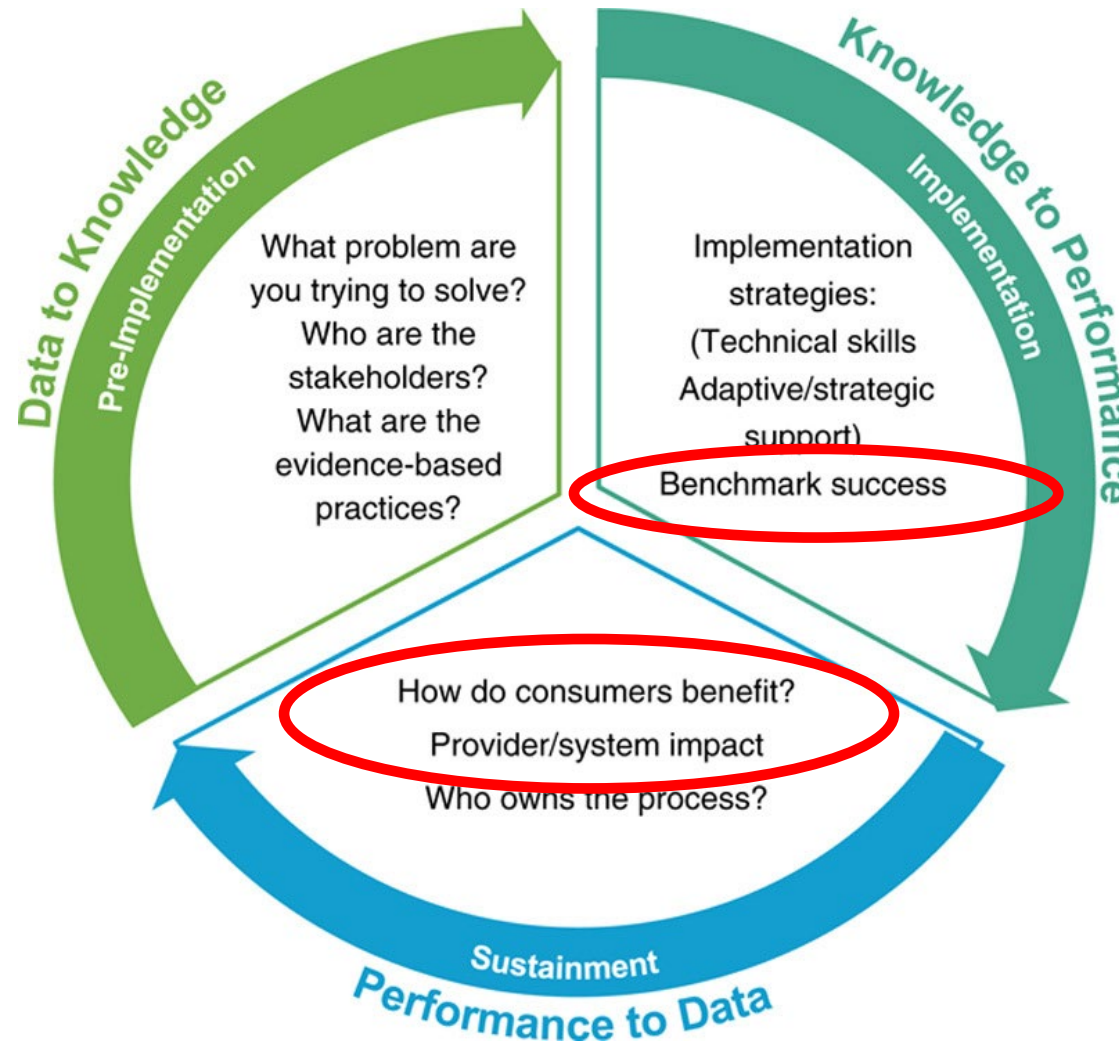 Data to Knowledge
Pre-Implementation
What problem are
you trying to solve?
Who are the
stakeholders?
What are the
evidence-based
practices?
Knowledge to Performance
Implementation
Implementation
strategies:
(Technical skills
Adaptive/strategic
support)
Benchmark success
How do consumers benefit?
Provider/system impact
Who owns the process?
Sustainment
Performance to Data